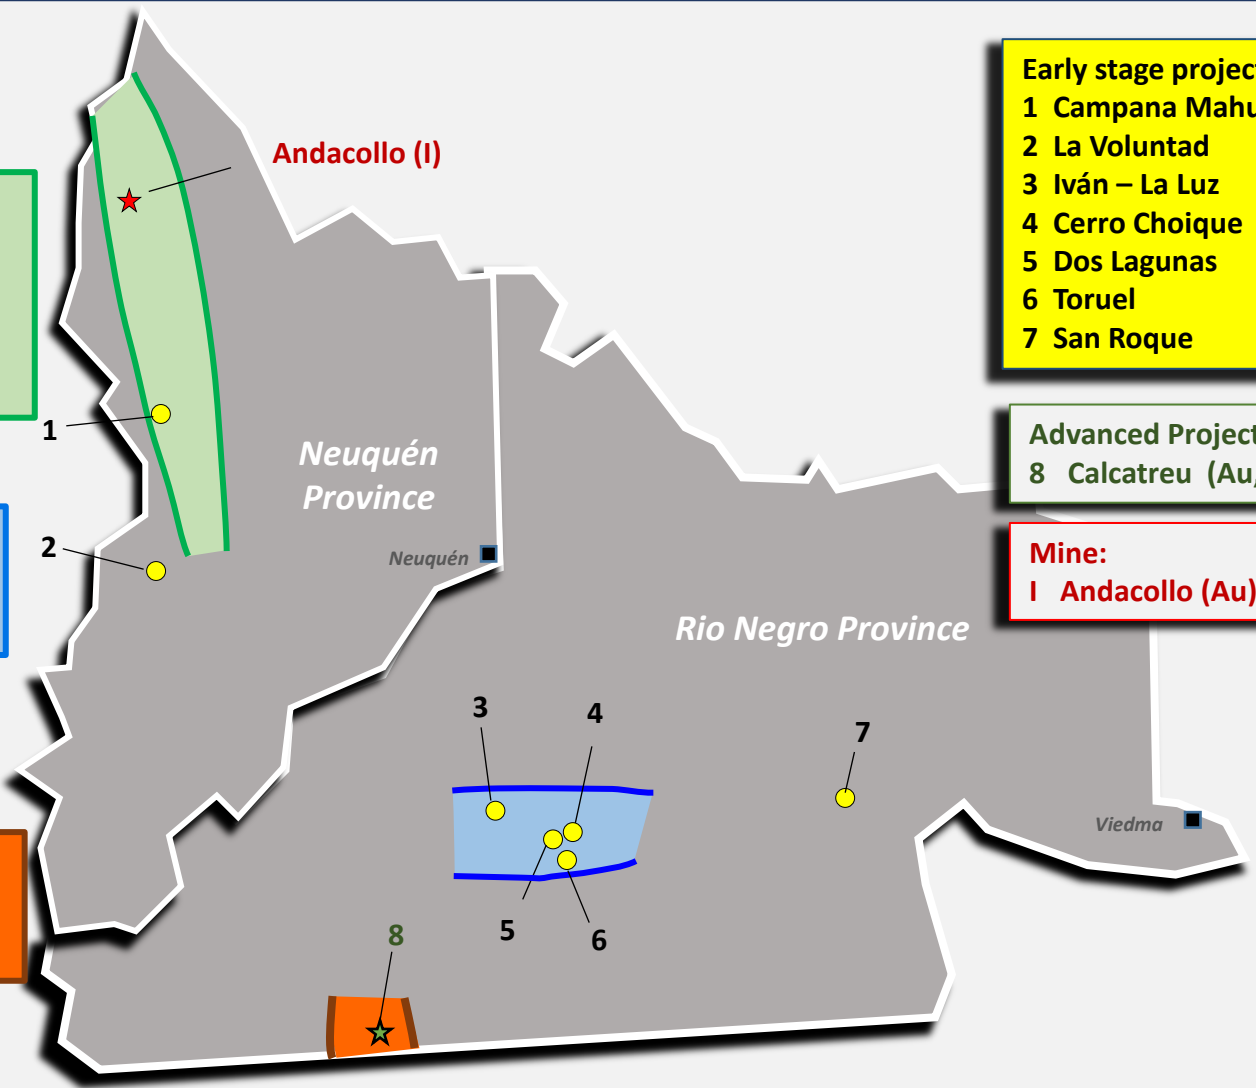 Andacollo (I)
Early stage project
1 Campana Mahu
2 La Voluntad
3 Iván – La Luz
4 Cerro Choique
5 Dos Lagunas
6 Toruel
7 San Roque
Advanced Project
8 Calcatreu (Au,
Mine:
I Andacollo (Au)
1
2
Neuquén
Province
Neuquén
Rio Negro Province
3
4
7
Viedma
5
6
8